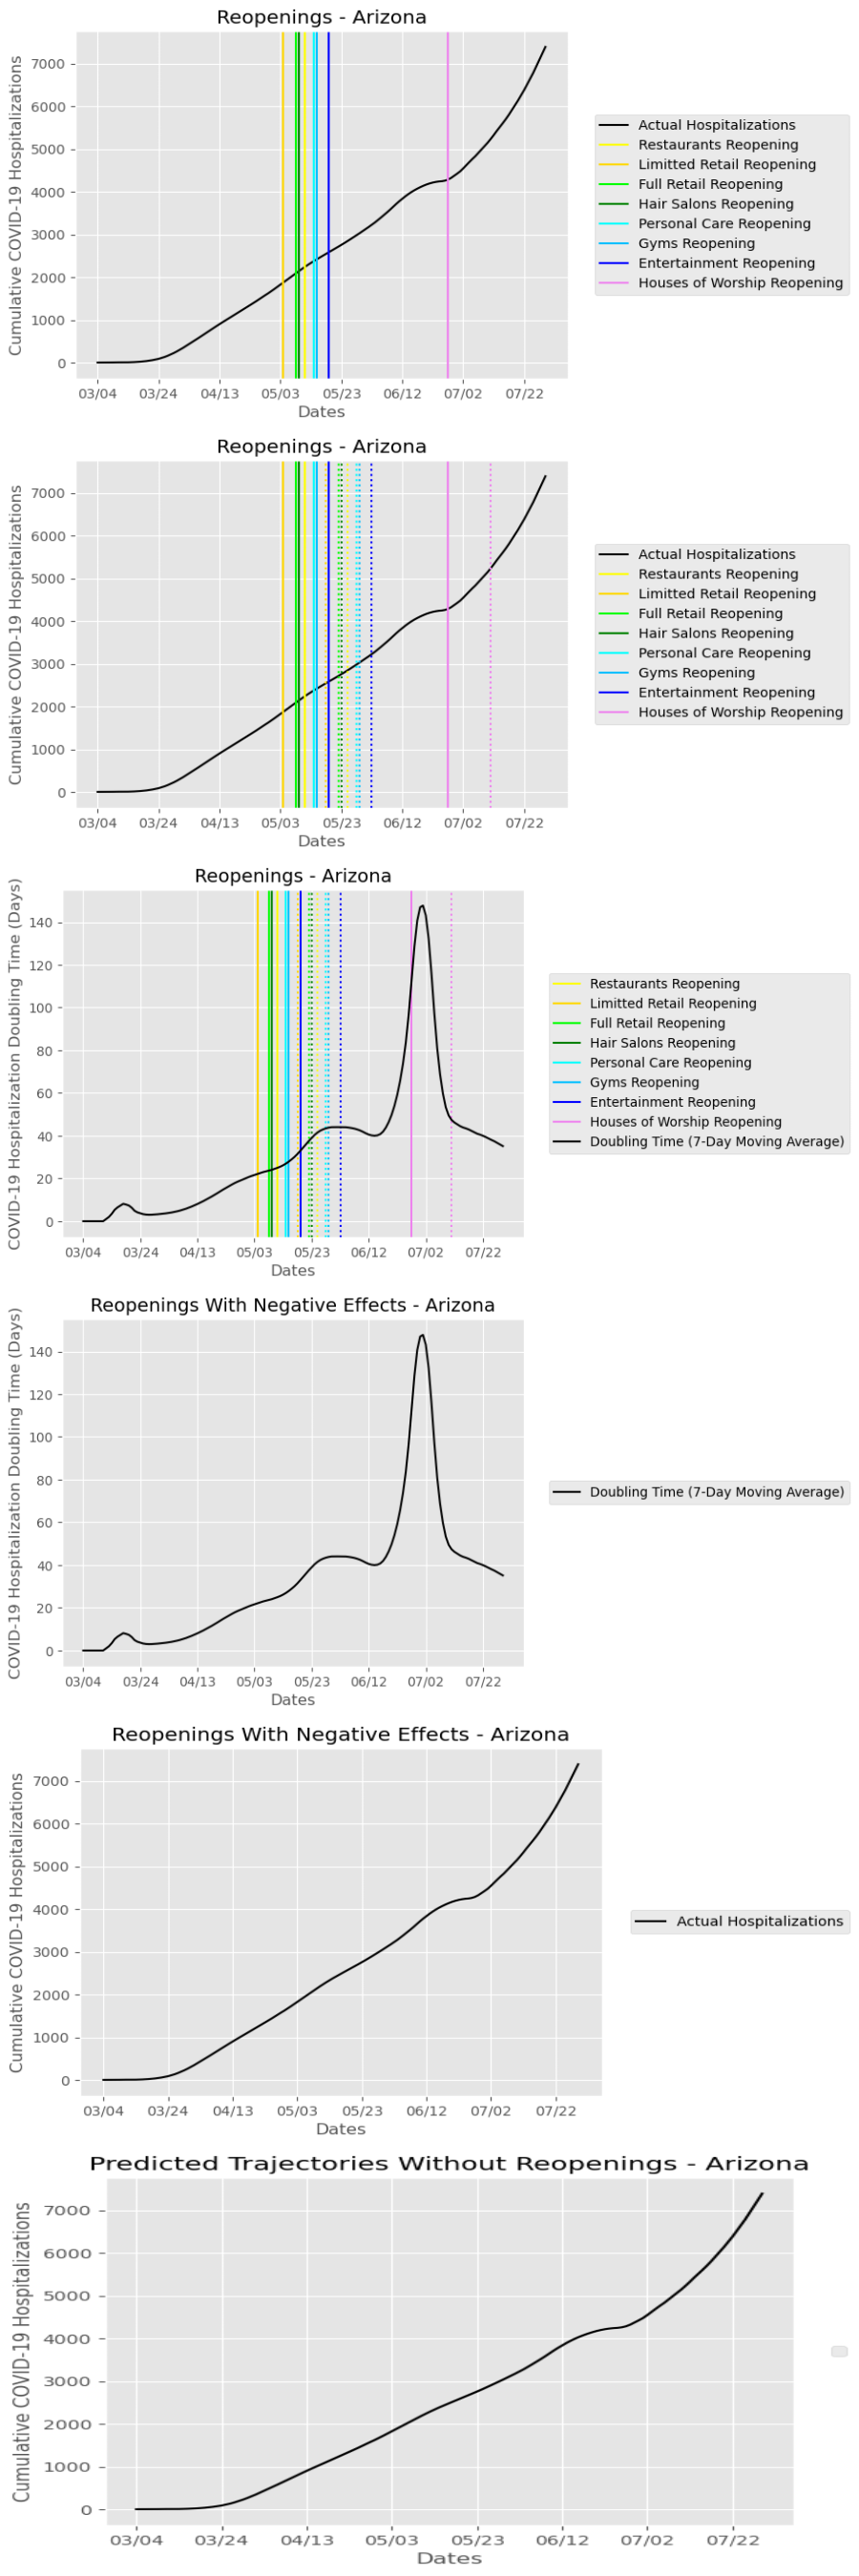 Reopenings - Arizona
Cumulative COVID-19 Hospitalizations
7000
6000
5000
4000
3000
2000
1000
0
03/04 03/24 04/13 05/03 05/23 06/12 07/02 07/22
Dates
Actual Hospitalizations
Restaurants Reopening
Limitted Retail Reopening
Full Retail Reopening
Hair Salons Reopening
Personal Care Reopening
Gyms Reopening
Entertainment Reopening
Houses of Worship Reopening
Reopenings - Arizona
Cumulative COVID-19 Hospitalizations
7000
6000
5000
4000
3000
2000
1000
0
03/04 03/24 04/13 05/03 05/23 06/12 07/02 07/22
Dates
Actual Hospitalizations
Restaurants Reopening
Limitted Retail Reopening
Full Retail Reopening
Hair Salons Reopening
Personal Care Reopening
Gyms Reopening
Entertainment Reopening
Houses of Worship Reopening
Reopenings - Arizona
COVID-19 Hospitalization Doubling Time (Days)
140
120
100
80
60
40
20
0
03/04 03/24 04/13 05/03 05/23 06/12 07/02 07/22
Dates
Restaurants Reopening
Limitted Retail Reopening
Full Retail Reopening
Hair Salons Reopening
Personal Care Reopening
Gyms Reopening
Entertainment Reopening
Houses of Worship Reopening
Doubling Time (7-Day Moving Average)
Reopenings With Negative Effects - Arizona
COVID-19 Hospitalization Doubling Time (Days)
140
120
100
80
60
40
20
0
03/04 03/24 04/13 05/03 05/23 06/12 07/02 07/22
Dates
Doubling Time (7-Day Moving Average)
Reopenings With Negative Effects - Arizona
Cumulative COVID-19 Hospitalizations
7000
6000
5000
4000
3000
2000
1000
0
03/04 03/24 04/13 05/03 05/23 06/12 07/02 07/22
Dates
Actual Hospitalizations
Predicted Trajectories Without Reopenings - Arizona
Cumulative COVID-19 Hospitalizations
7000
6000
5000
4000
3000
2000
1000
0
03/04 03/24 04/13 05/03 05/23 06/12 07/02 07/22
Dates